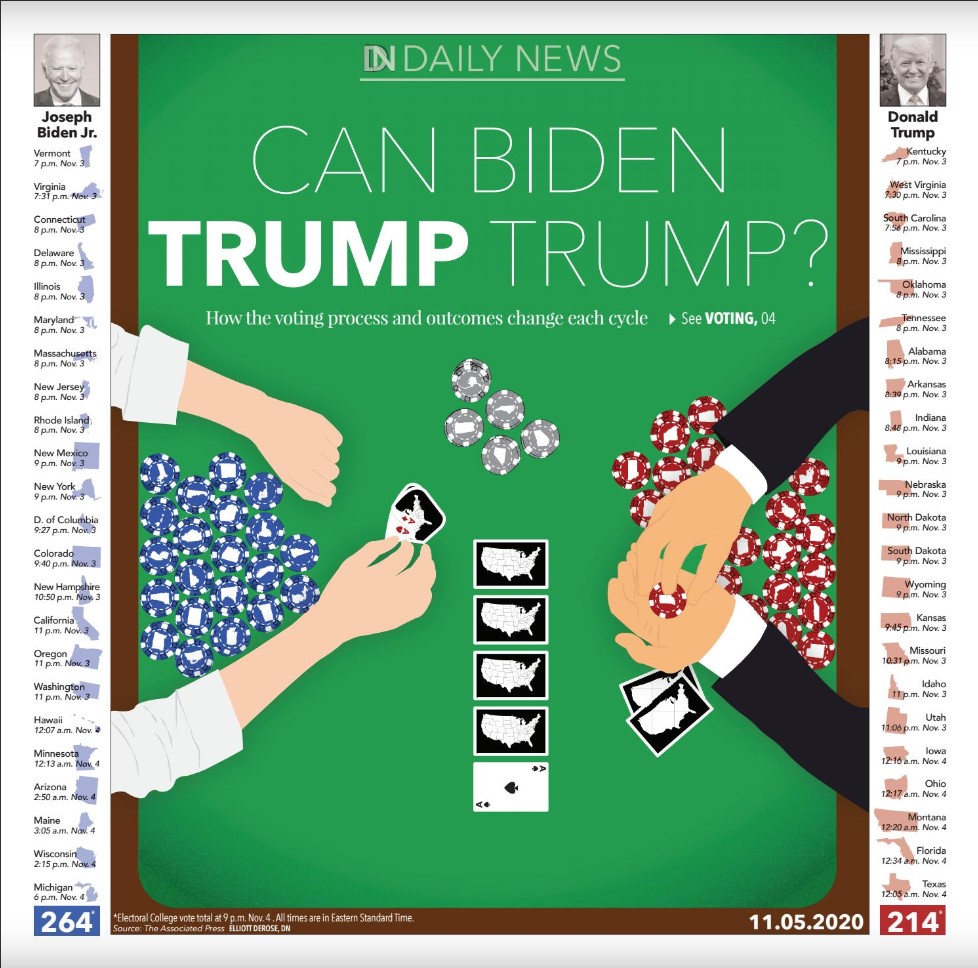 DN DAILY NEWS
CAN BIDEN
TRUMP TRUMP?
How the voting process and outcomes change each cycle
See VOTING, 04
Joseph
Biden Jr.
Vermont
7 p.m. Nov. 3
Virginia
7:31 p.m. Nov. 3
Connecticut
8 p.m. Nov. 3
Delaware
8 p.m. Nov. 3
Illinois
8 p.m. Nov. 3
Maryland
8 p.m. Nov. 3
Massachusetts
8 p.m. Nov. 3
New Jersey
8 p.m. Nov. 3
Rhode Island
8 p.m. Nov. 3
New Mexico
9 p.m. Nov. 3
New York
9 p.m. Nov. 3
D. of Columbia
9:27 p.m. Nov. 3
Colorado
9:40 p.m. Nov. 3
New Hampshire
10:50 p.m. Nov. 3
California
11 p.m. Nov. 3
Oregon
11 p.m. Nov. 3
Washington
11 p.m. Nov. 3
Hawaii
12:07 a.m. Nov. 4
Minnesota
12:13 a.m. Nov. 4
Arizona
2:50 a.m. Nov. 4
Maine
3:05 a.m. Nov. 4
Wisconsin
2:15 p.m. Nov. 4
Michigan
6 p.m. Nov. 4
264*
Donald
Trump
Kentucky
7 p.m. Nov. 3
West Virginia
7:30 p.m. Nov. 3
South Carolina
7:56 p.m. Nov. 3
Mississippi
8 p.m. Nov. 3
Oklahoma
8 p.m. Nov. 3
Tennessee
8 p.m. Nov. 3
Alabama
8:15 p.m. Nov. 3
Arkansas
8:39 p.m. Nov. 3
Indiana
8:48 p.m. Nov. 3
Louisiana
9 p.m. Nov. 3
Nebraska
9 p.m. Nov. 3
North Dakota
9 p.m. Nov. 3
South Dakota
9 p.m. Nov. 3
Wyoming
9 p.m. Nov. 3
Kansas
9:45 p.m. Nov. 3
Missouri
10:31 p.m. Nov. 3
Idaho
11 p.m. Nov. 3
Utah
11:06 p.m. Nov. 3
Iowa
12:16 a.m. Nov. 4
Ohio
12:17 a.m. Nov. 4
Montana
12:20 a.m. Nov. 4
Florida
12:34 a.m. Nov. 4
Texas
12:05 a.m. Nov. 4
214*
A
A
*Electoral College vote total at 9 p.m. Nov. 4 . All times are in Eastern Standard Time.
Source: The Associated Press ELLIOTT DEROSE, DN
11.05.2020